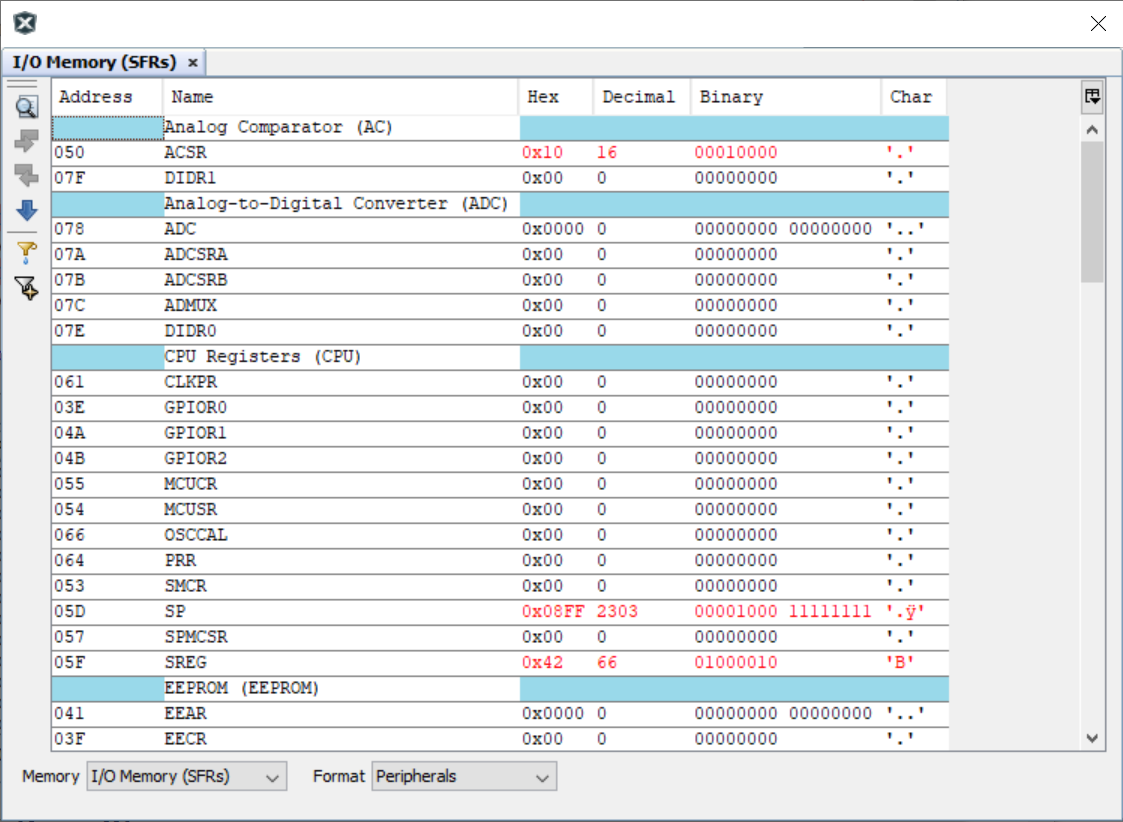 I/O Memory (SFRs) ×
Address Name Hex Decimal Binary Char
Analog Comparator (AC)
050 ACSR 0x10 16 00010000 '.'
07F DIDR1 0x00 0 00000000 '.'
Analog-to-Digital Converter (ADC)
078 ADC 0x0000 0 00000000 00000000 '..'
07A ADCSRA 0x00 0 00000000 '.'
07B ADCSRB 0x00 0 00000000 '.'
07C ADMUX 0x00 0 00000000 '.'
07E DIDR0 0x00 0 00000000 '.'
CPU Registers (CPU)
061 CLKPR 0x00 0 00000000 '.'
03E GPIOR0 0x00 0 00000000 '.'
04A GPIOR1 0x00 0 00000000 '.'
04B GPIOR2 0x00 0 00000000 '.'
055 MCUCR 0x00 0 00000000 '.'
054 MCUSR 0x00 0 00000000 '.'
066 OSCCAL 0x00 0 00000000 '.'
064 PRR 0x00 0 00000000 '.'
053 SMCR 0x00 0 00000000 '.'
05D SP 0x08FF 2303 00001000 11111111 '.ÿ'
057 SPMCSR 0x00 0 00000000 '.'
05F SREG 0x42 66 01000010 'B'
EEPROM (EEPROM)
041 EEAR 0x0000 0 00000000 00000000 '..'
03F EECR 0x00 0 00000000 '.'
Memory I/O Memory (SFRs) Format Peripherals